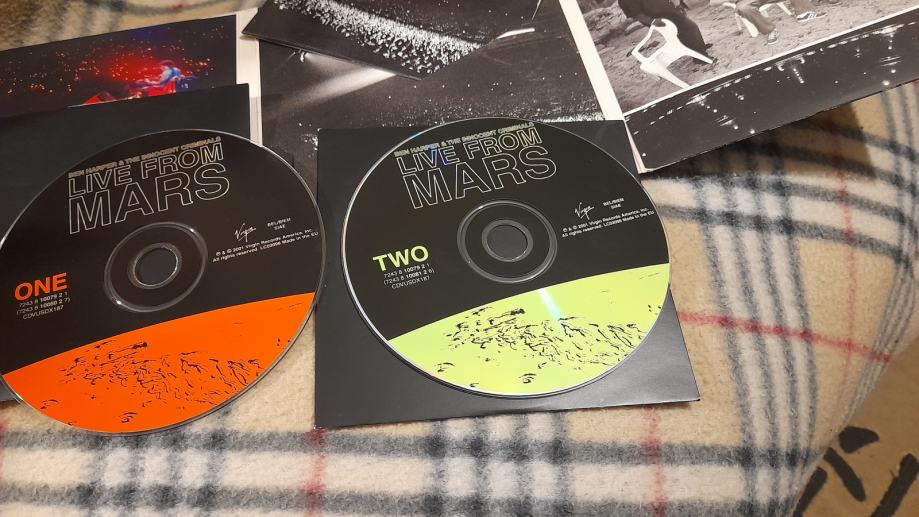 BEN HARPER & THE INNOCENT CRIMINALS
LIVE FROM
MARS
Virgin
BEL/BIEM
SIAE
℗ & © 2001 Virgin Records America, Inc.
All rights reserved. LC03098 Made in the EU
ONE
7243 8 10079 2 1
(7243 8 10080 2 7)
CDVUSDX187
BEN HARPER & THE INNOCENT CRIMINALS
LIVE FROM
MARS
Virgin
BEL/BIEM
SIAE
℗ & © 2001 Virgin Records America, Inc.
All rights reserved. LC03098 Made in the EU
TWO
7243 8 10079 2 1
(7243 8 10081 2 6)
CDVUSDX187